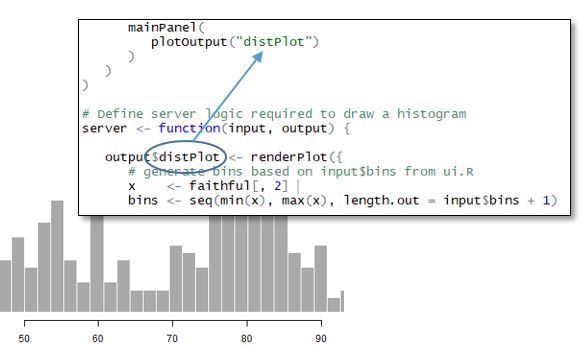 mainPanel(
plotOutput("distPlot")
)
)
)
# Define server logic required to draw a histogram
server <- function(input, output) {
output$distPlot <- renderPlot({
# generate bins based on input$bins from ui.R
x    <- faithful[, 2]
bins <- seq(min(x), max(x), length.out = input$bins + 1)
50 60 70 80 90